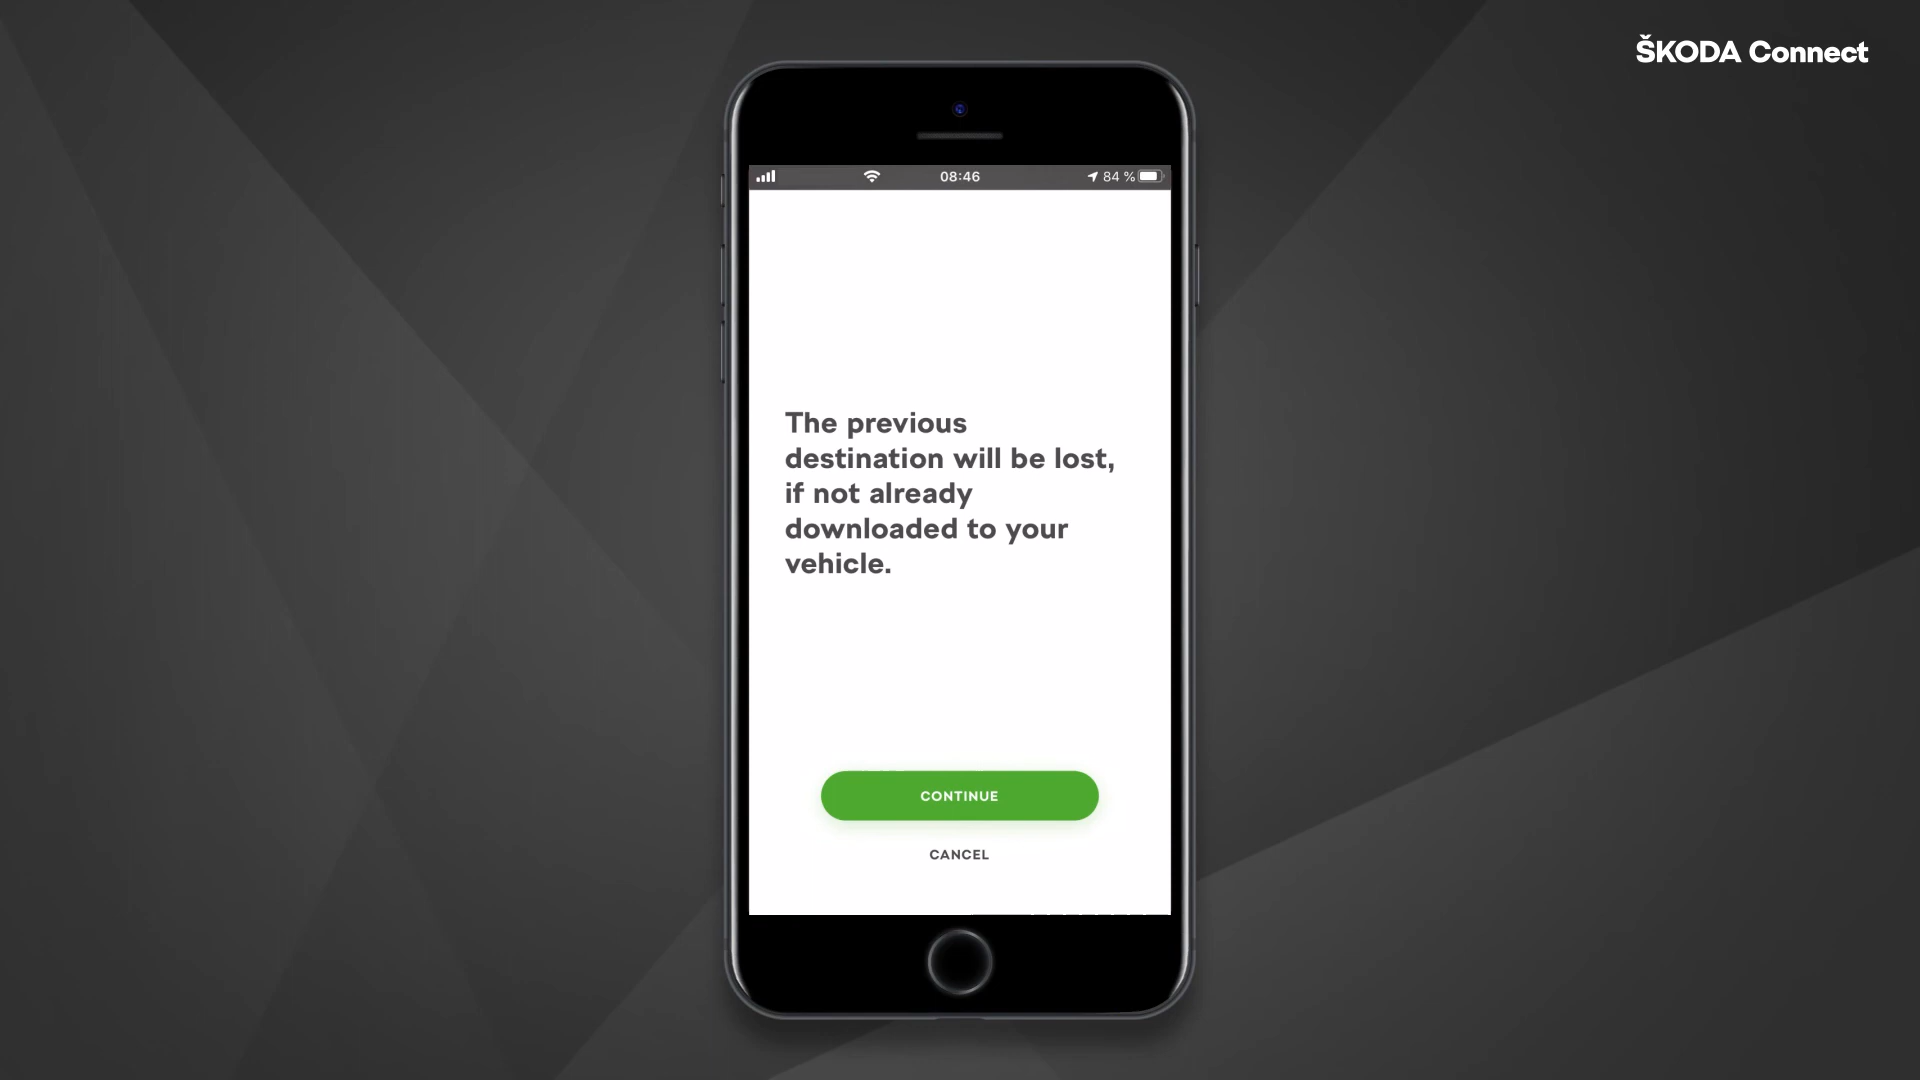 ŠKODA Connect
08:46
84 %
The previous
destination will be lost,
if not already
downloaded to your
vehicle.
CONTINUE
CANCEL